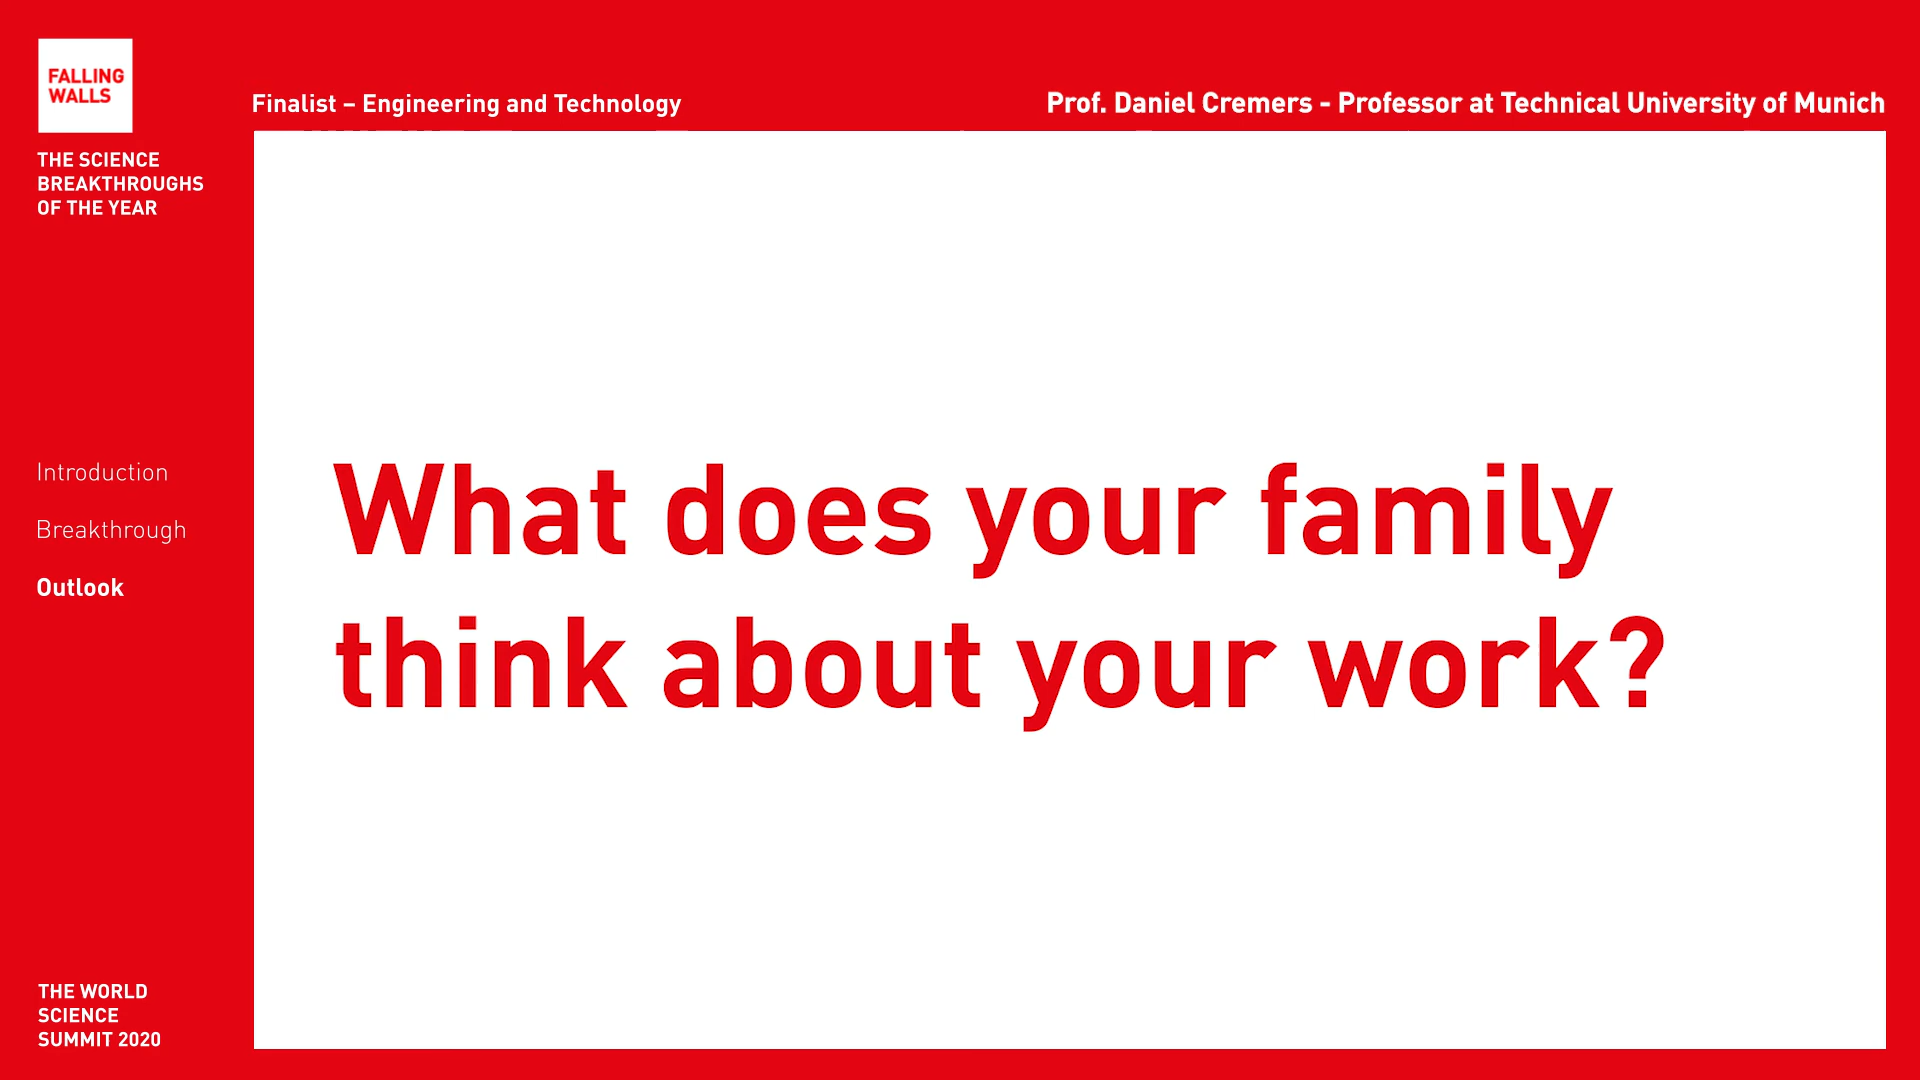 FALLING
WALLS
THE SCIENCE
BREAKTHROUGHS
OF THE YEAR
Finalist – Engineering and Technology
Prof. Daniel Cremers - Professor at Technical University of Munich
Introduction
Breakthrough
Outlook
What does your family
think about your work?
THE WORLD
SCIENCE
SUMMIT 2020